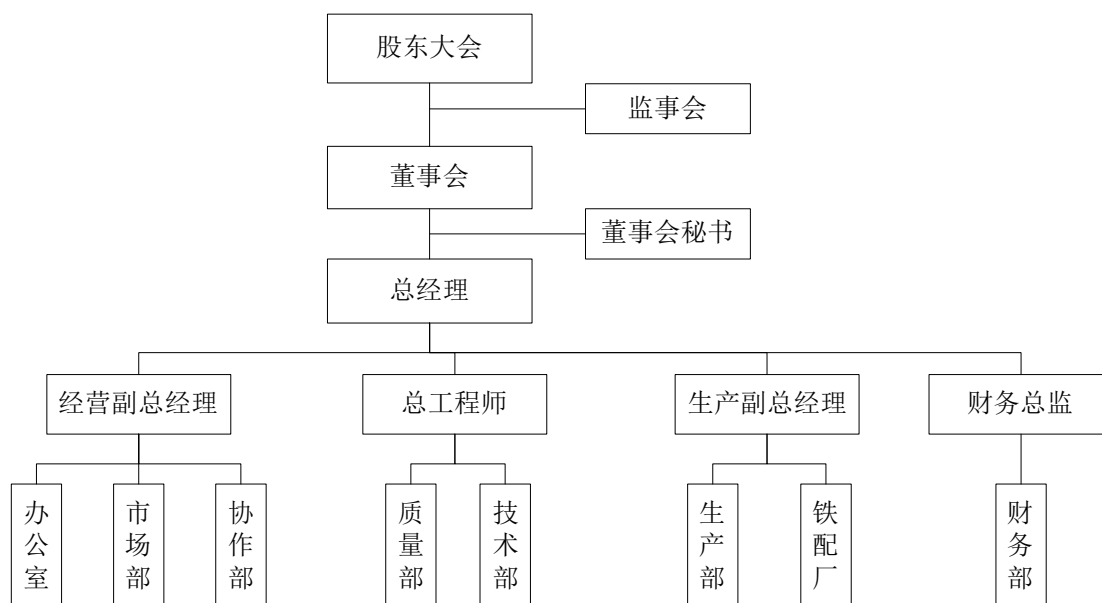 股东大会
监事会
董事会
董事会秘书
总经理
经营副总经理
总工程师
生产副总经理
财务总监
办公室
市场部
协作部
质量部
技术部
生产部
铁配厂
财务部